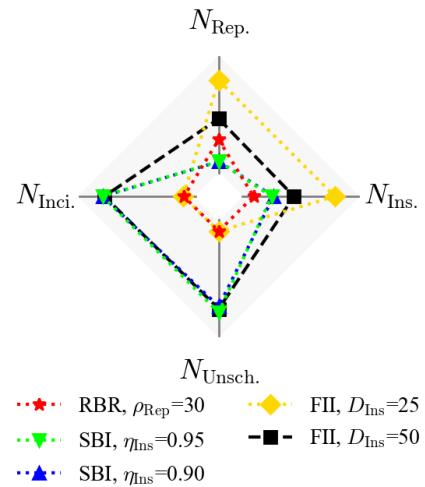 N_Rep.
N_Inci.
N_Ins.
N_Unsch.
RBR, ρ_Rep=30
SBI, η_Ins=0.95
SBI, η_Ins=0.90
FII, D_Ins=25
FII, D_Ins=50